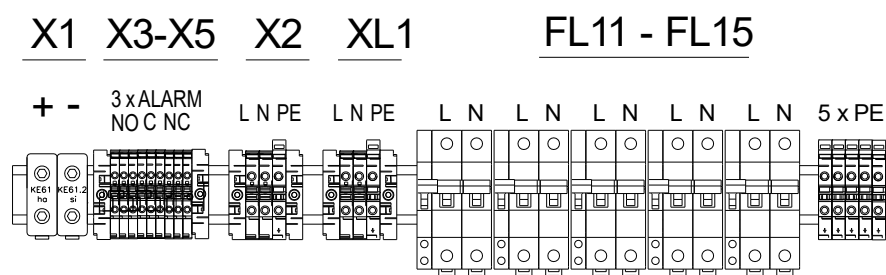 X1 X3-X5 X2 XL1 FL11 - FL15
+ - 3 x ALARM L N PE L N PE L N L N L N L N L N 5 x PE
NO C NC
KE61 KE61.2
ha si